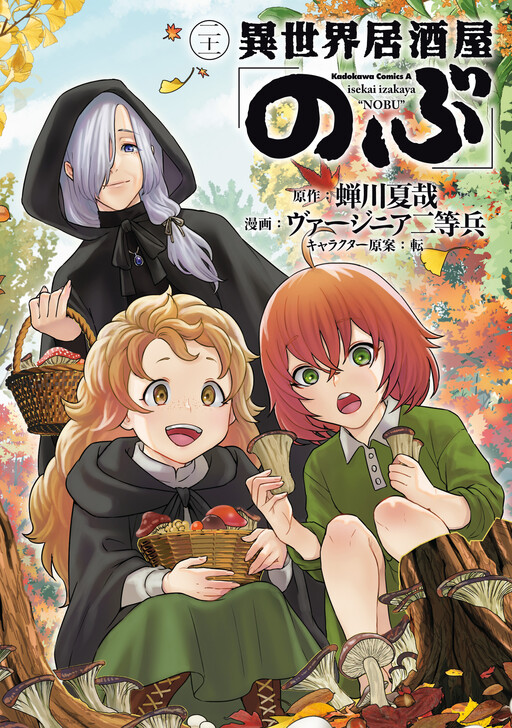 二十 異世界居酒屋
Kadokawa Comics A
isekai izakaya
“NOBU”
「のぶ」
原作：蝉川夏哉
漫画：ヴァージニア二等兵
キャラクター原案：転